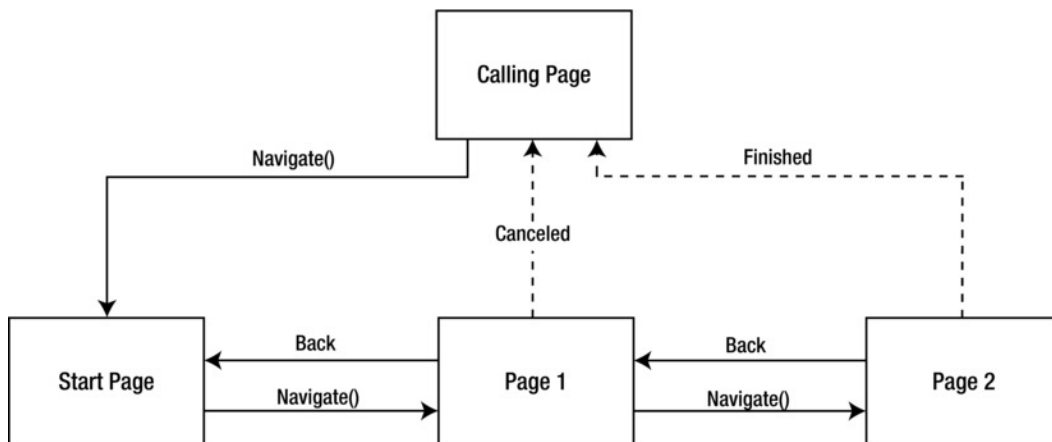 Calling Page
Navigate()
Finished
Canceled
Back
Back
Start Page
Page 1
Page 2
Navigate()
Navigate()